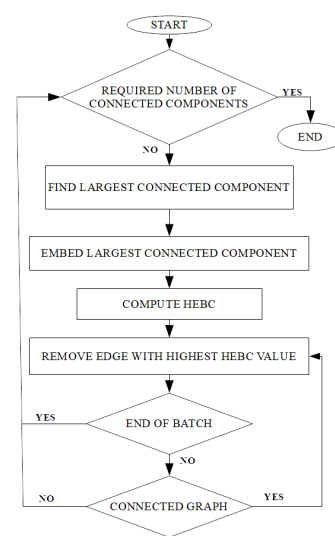 START
REQUIRED NUMBER OF
CONNECTED COMPONENTS
YES
END
NO
FIND LARGEST CONNECTED COMPONENT
EMBED LARGEST CONNECTED COMPONENT
COMPUTE HEBC
REMOVE EDGE WITH HIGHEST HEBC VALUE
YES
END OF BATCH
NO
NO
CONNECTED GRAPH
YES